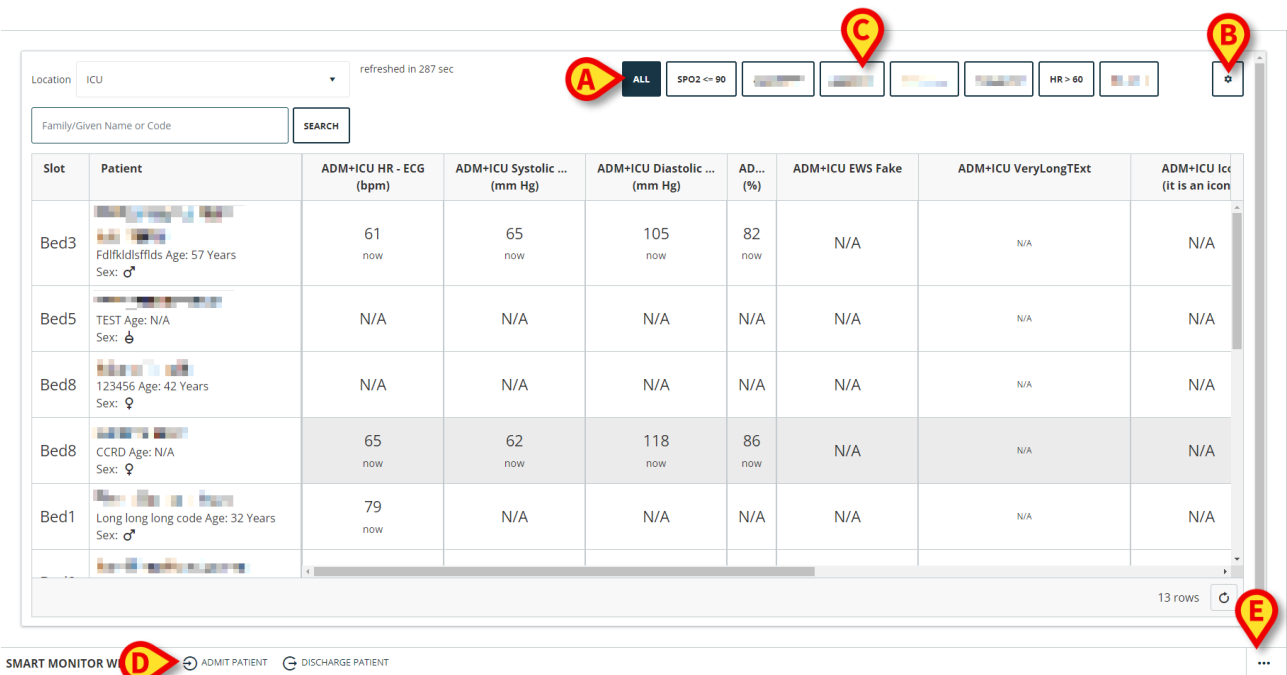 C
B
Location ICU refreshed in 287 sec
A ALL SPO2 <= 90 HR > 60
Family/Given Name or Code SEARCH
Slot Patient ADM+ICU HR - ECG (bpm) ADM+ICU Systolic ... (mm Hg) ADM+ICU Diastolic ... (mm Hg) AD... (%) ADM+ICU EWS Fake ADM+ICU VeryLongTExt ADM+ICU (it is an icon
Bed3 61 65 105 82 N/A N/A N/A
Fdlfkldlsfflds Age: 57 Years now now now now
Sex: ♂
Bed5 TEST Age: N/A N/A N/A N/A N/A N/A N/A N/A
Sex:
Bed8 123456 Age: 42 Years N/A N/A N/A N/A N/A N/A N/A
Sex: ♀
Bed8 65 62 118 86 N/A N/A N/A
CCRD Age: N/A now now now now
Sex: ♀
Bed1 79 N/A N/A N/A N/A N/A N/A
Long long long code Age: 32 Years now
Sex: ♂
13 rows
E
SMART MONITOR D ADMIT PATIENT DISCHARGE PATIENT ...